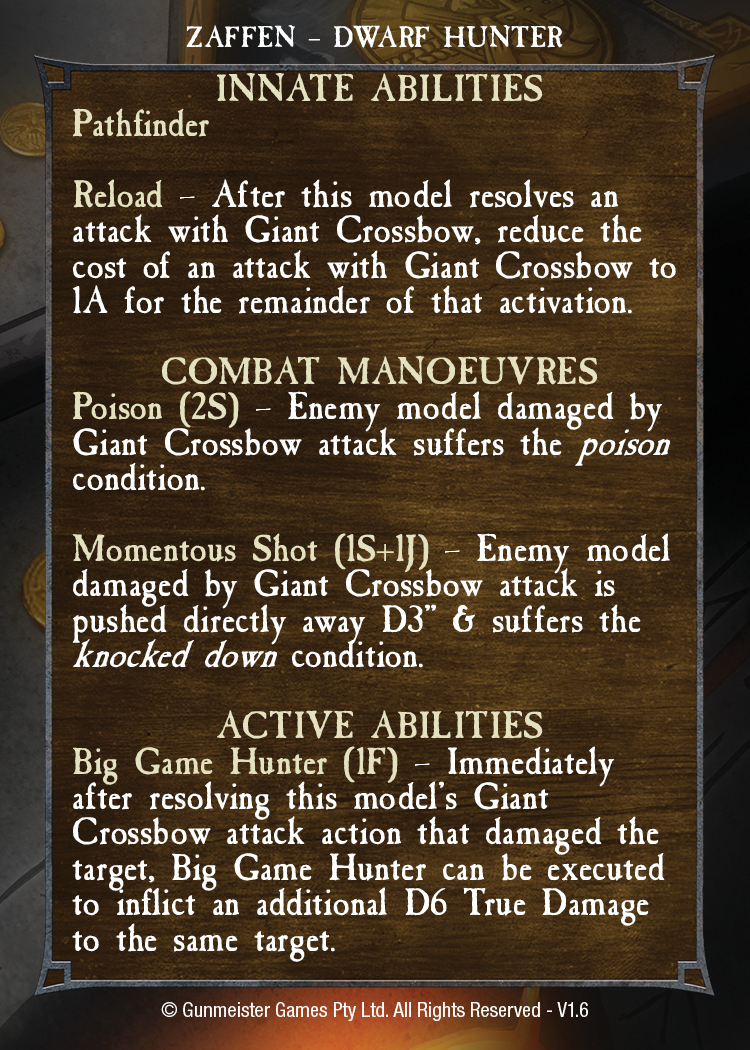 ZAFFEN – DWARF HUNTER
INNATE ABILITIES
Pathfinder
Reload – After this model resolves an
attack with Giant Crossbow, reduce the
cost of an attack with Giant Crossbow to
1A for the remainder of that activation.
COMBAT MANOEUVRES
Poison (2S) – Enemy model damaged by
Giant Crossbow attack suffers the poison
condition.
Momentous Shot (1S+1J) – Enemy model
damaged by Giant Crossbow attack is
pushed directly away D3” & suffers the
knocked down condition.
ACTIVE ABILITIES
Big Game Hunter (1F) – Immediately
after resolving this model’s Giant
Crossbow attack action that damaged the
target, Big Game Hunter can be executed
to inflict an additional D6 True Damage
to the same target.
© Gunmeister Games Pty Ltd. All Rights Reserved - V1.6